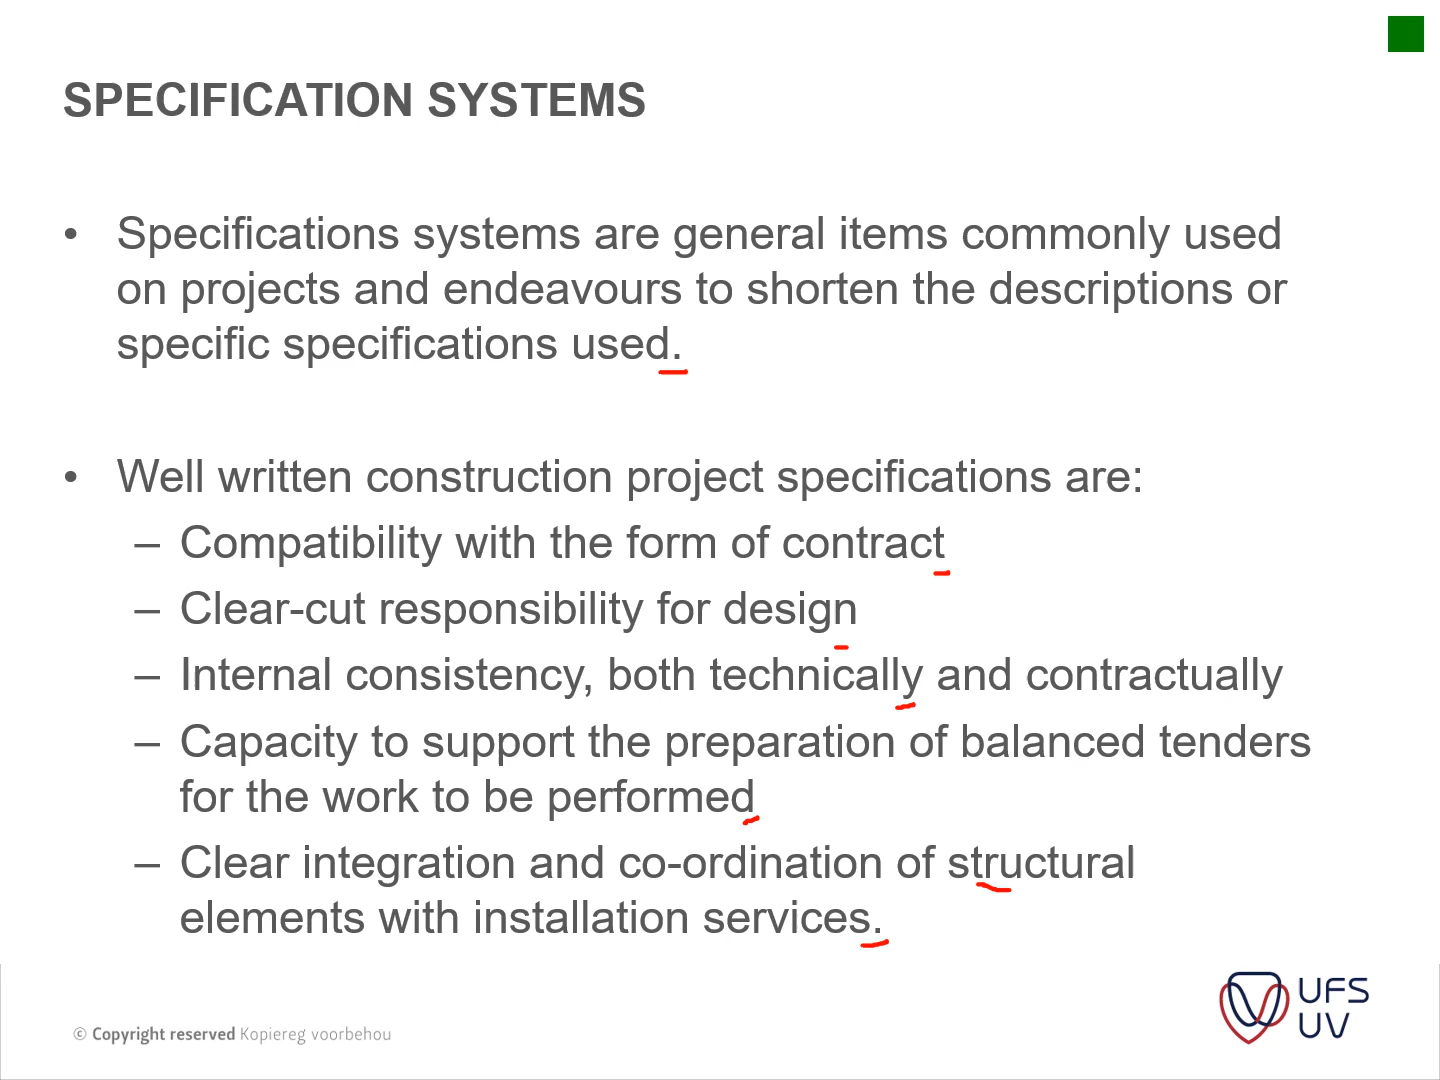 SPECIFICATION SYSTEMS
• Specifications systems are general items commonly used
on projects and endeavours to shorten the descriptions or
specific specifications used.
• Well written construction project specifications are:
– Compatibility with the form of contract
– Clear-cut responsibility for design
– Internal consistency, both technically and contractually
– Capacity to support the preparation of balanced tenders
for the work to be performed
– Clear integration and co-ordination of structural
elements with installation services.
© Copyright reserved Kopiereg voorbehou
UFS
UV